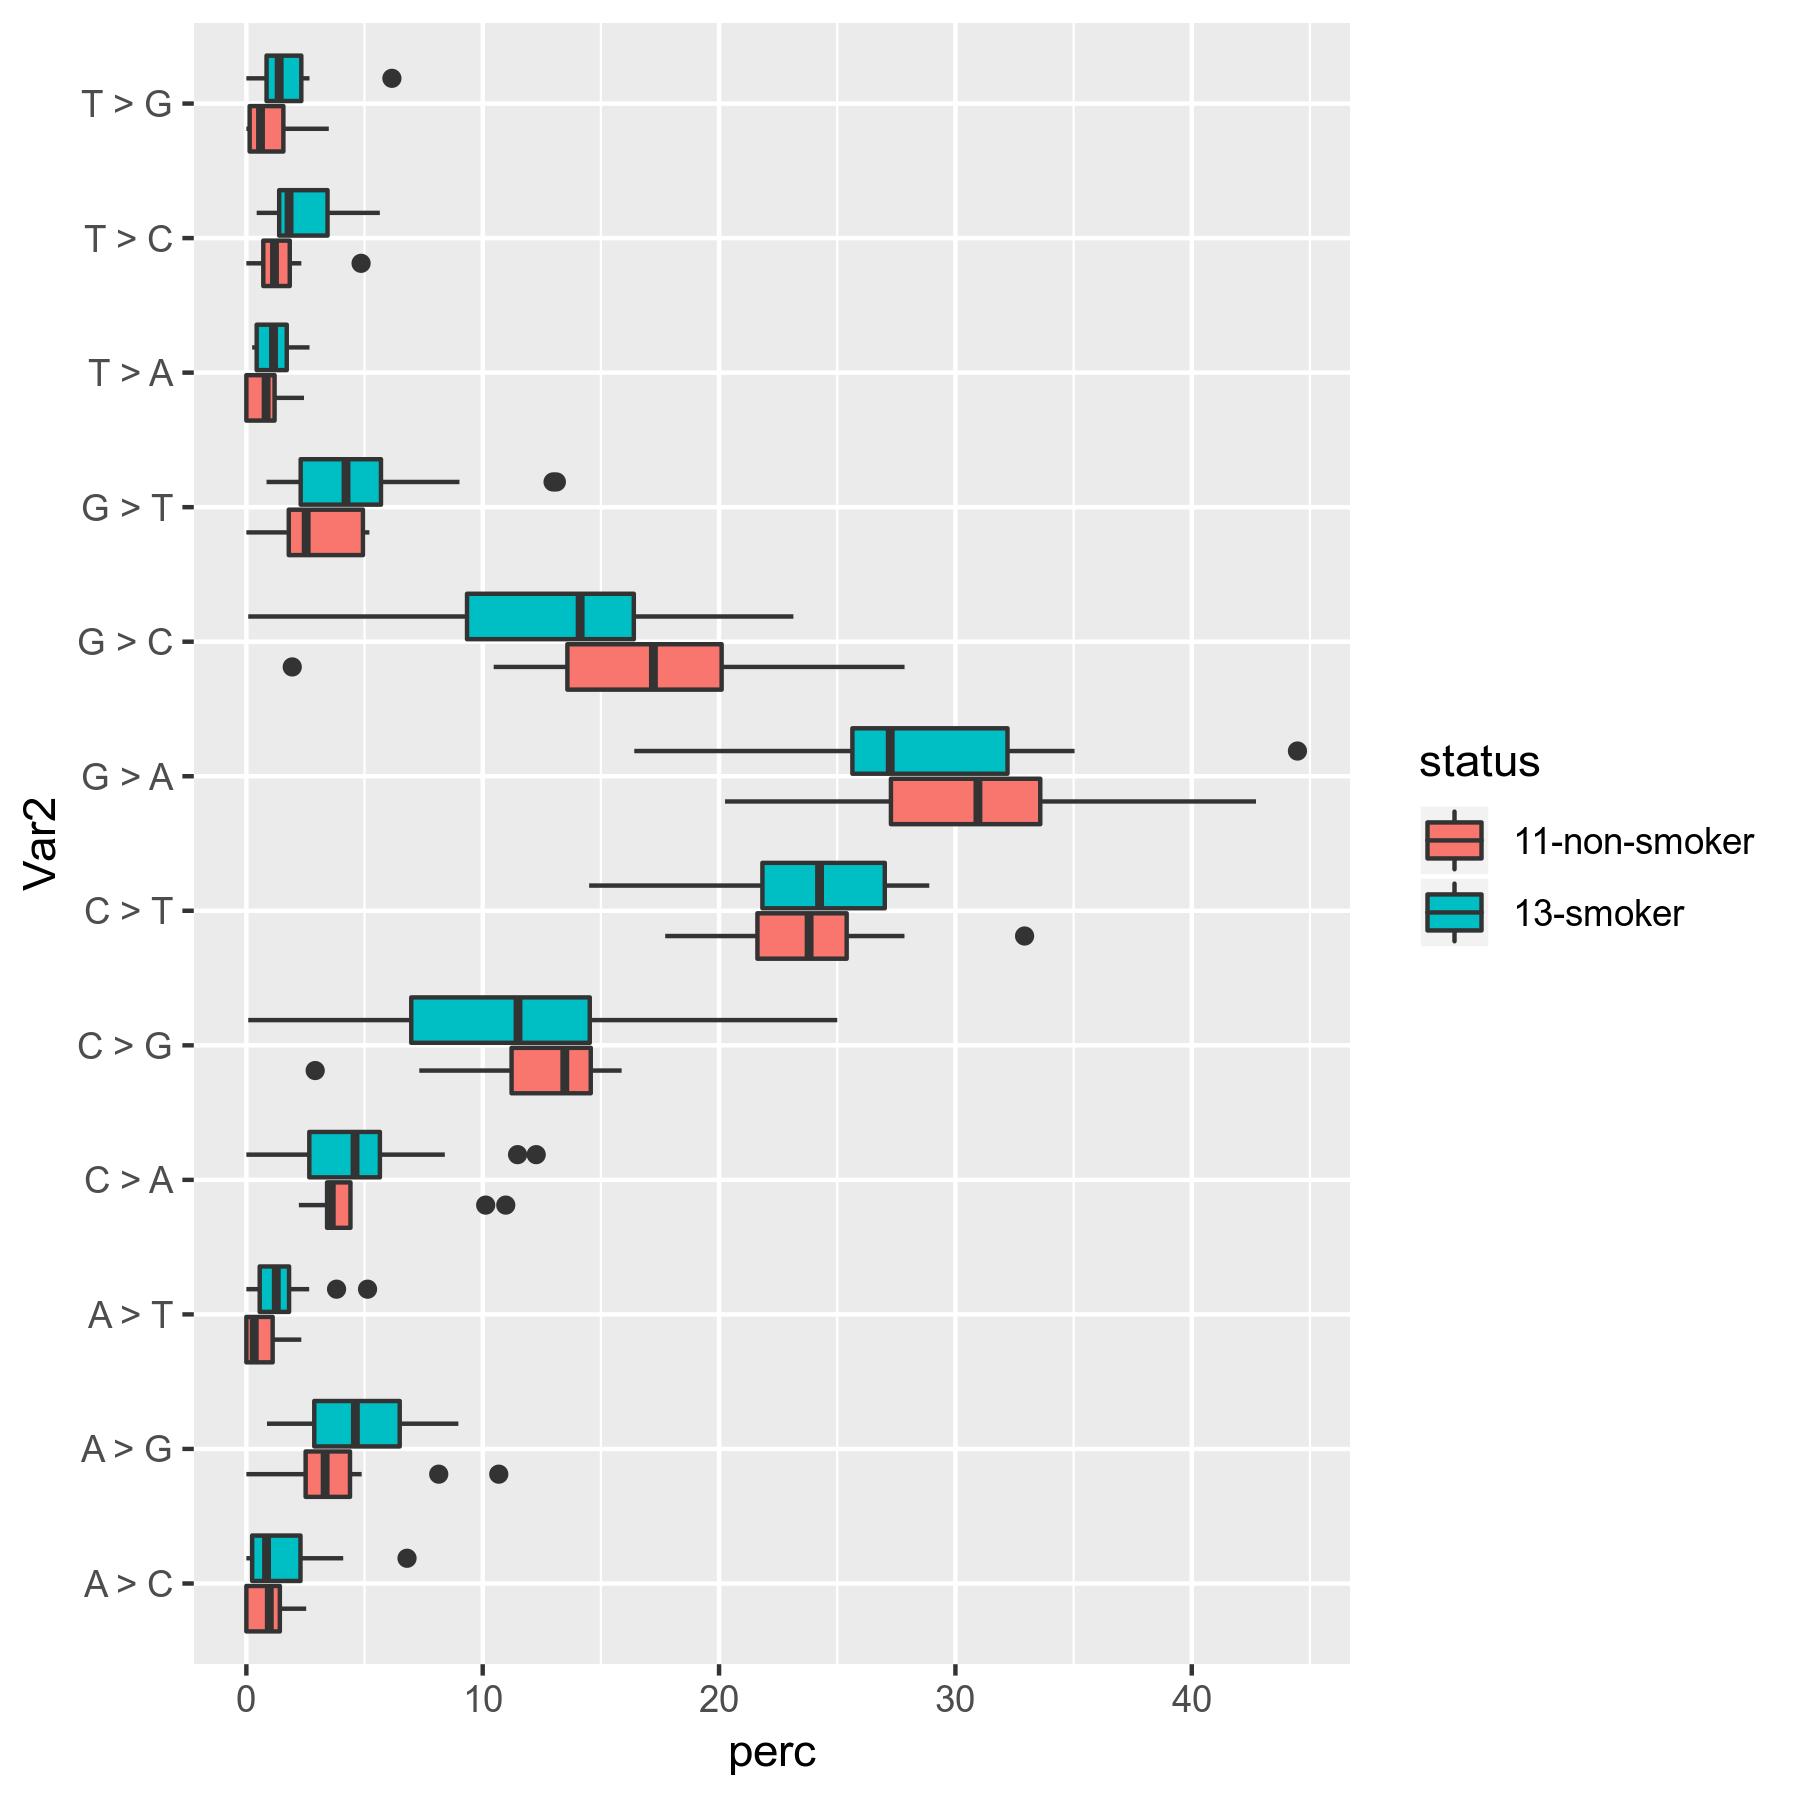 T > G
T > C
T > A
G > T
G > C
G > A
C > T
C > G
C > A
A > T
A > G
A > C
Var2
0 10 20 30 40
perc
status
11-non-smoker
13-smoker